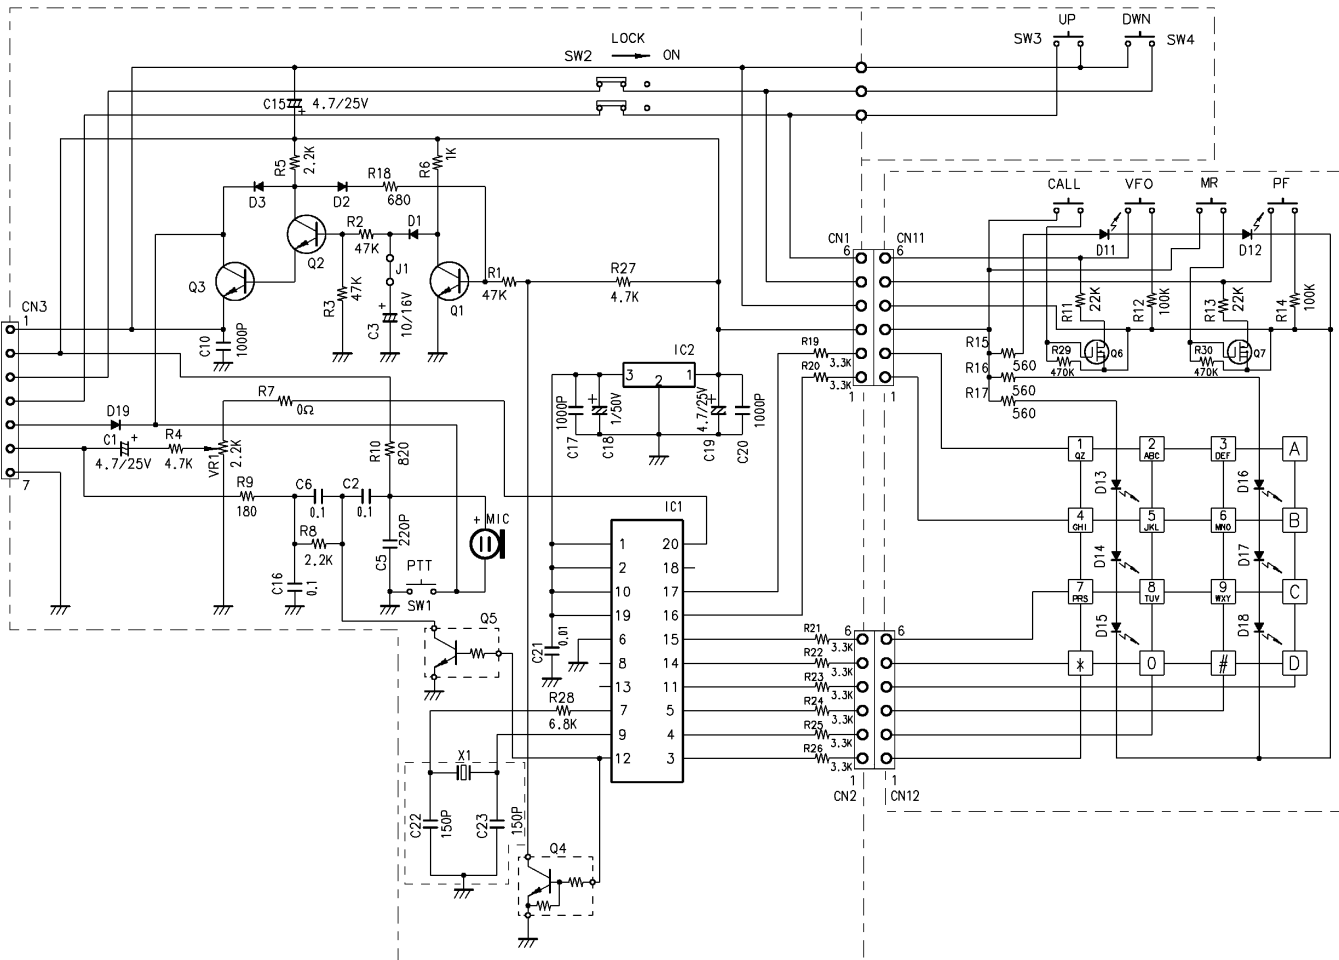 UP DWN
SW3 SW4
LOCK
SW2 ON
C15 4.7/25V
+
R5 2.2K
R6 1K
R18 680
D3 D2
R2 47K
D1
Q2
Q3
J1
R3 47K
C3 10/16V
+
Q1
R1 47K
R27 4.7K
CALL VFO MR PF
D11 D12
CN1 CN11
6 6
R11 22K
R12 100K
R13 22K
R14 100K
CN3
1
C10 1000P
R15 560
R16 560
R17 560
R29 470K
Q6
R30 470K
Q7
R19 3.3K
R20 3.3K
1 1
IC2
3 2 1
C17 1000P
C18 1/50V
+
C19 4.7/25V
+
C20 1000P
R7 0Ω
D19
C1 4.7/25V
+
R4 4.7K
VR1 2.2K
R10 820
7
R9 180
C6 0.1
C2 0.1
R8 2.2K
C16 0.1
C5 220P
+ MIC
PTT
SW1
Q5
IC1
1 20
2 18
10 17
19 16
6 15
8 14
13 11
7 5
9 4
12 3
C21 0.01
R28 6.8K
X1
C22 150P
C23 150P
Q4
R21 3.3K
R22 3.3K
R23 3.3K
R24 3.3K
R25 3.3K
R26 3.3K
6 6
1 1
CN2 CN12
1 QZ
2 ABC
3 DEF
A
D13 D16
4 GHI
5 JKL
6 MNO
B
D14 D17
7 PRS
8 TUV
9 WXY
C
D15 D18
* 0 # D